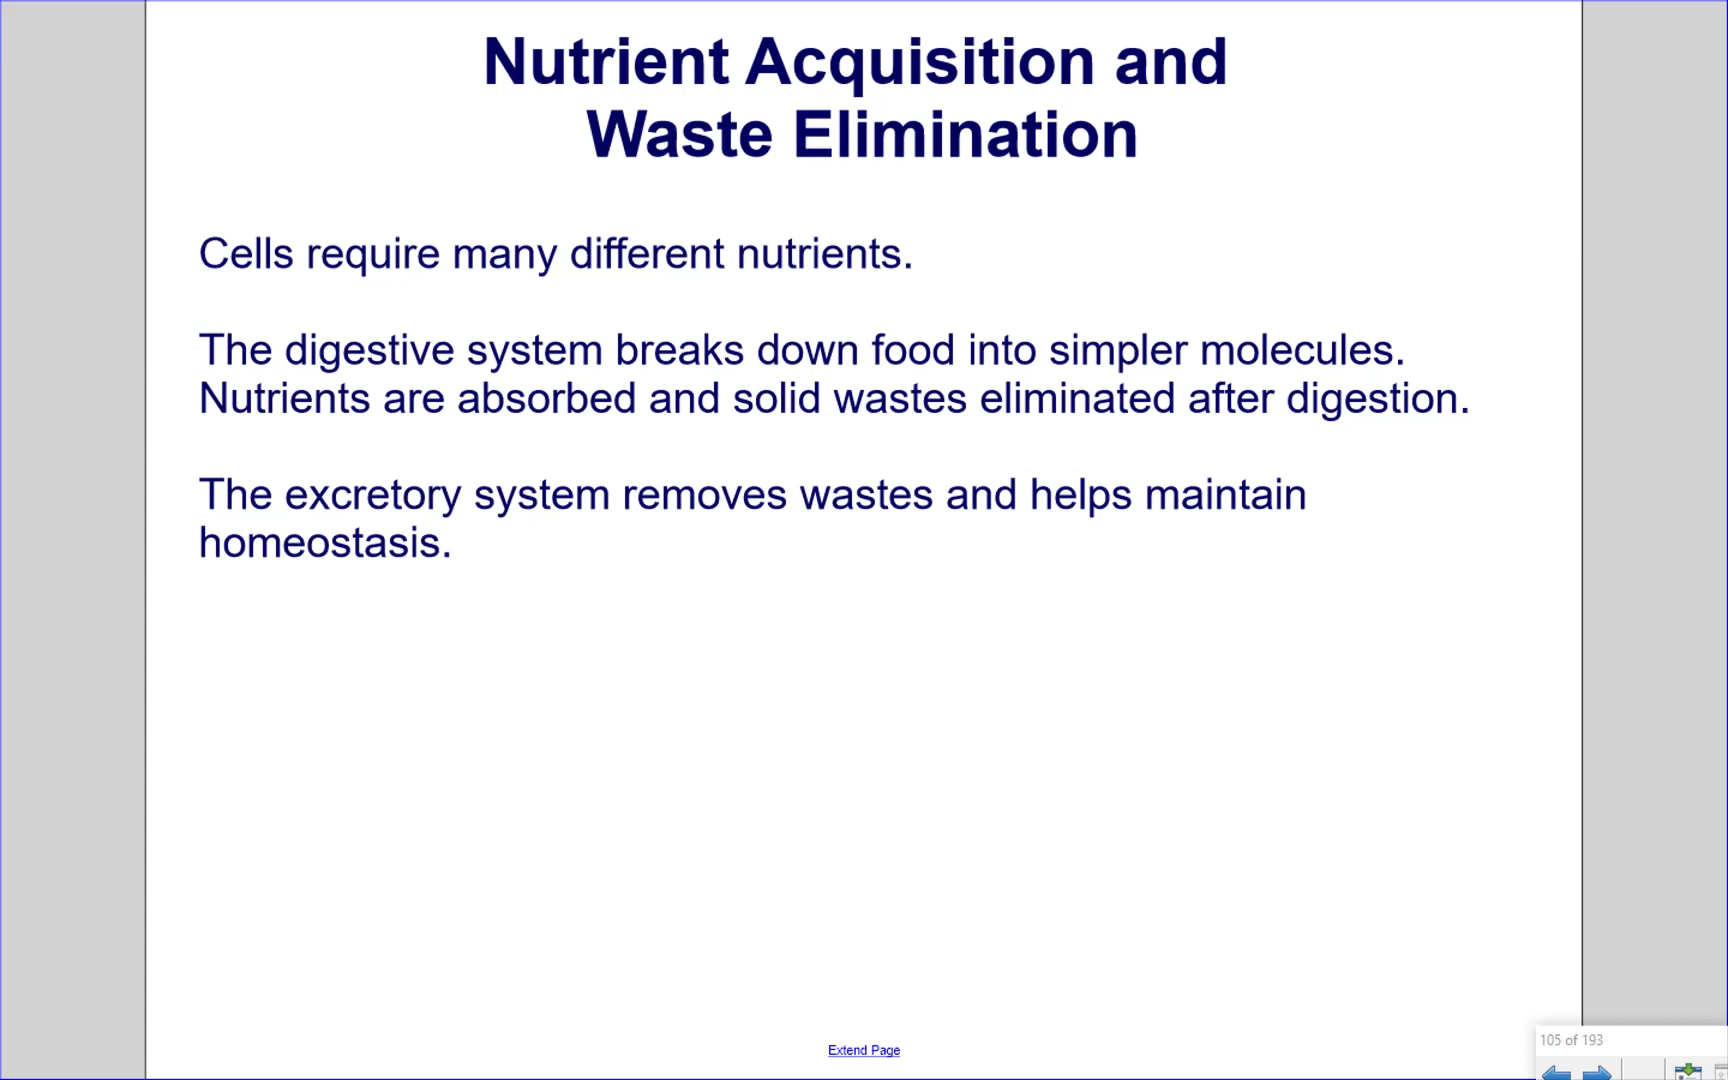 Nutrient Acquisition and
Waste Elimination
Cells require many different nutrients.
The digestive system breaks down food into simpler molecules.
Nutrients are absorbed and solid wastes eliminated after digestion.
The excretory system removes wastes and helps maintain
homeostasis.
Extend Page
105 of 193